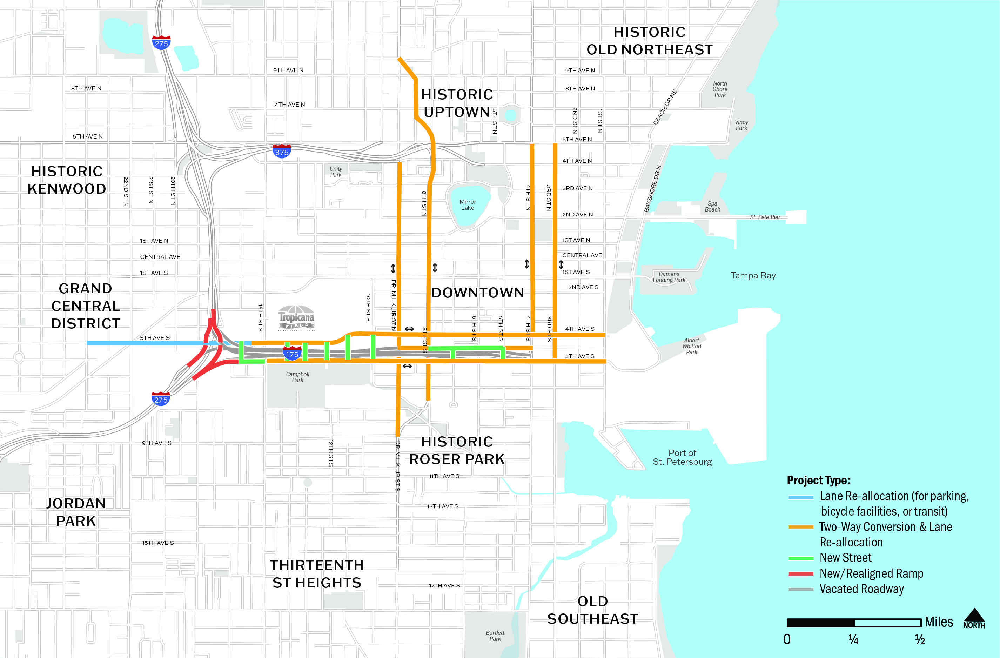 275
HISTORIC
OLD NORTHEAST
9TH AVE N
9TH AVE N
8TH AVE N
8TH AVE N
North
Shore
Park
HISTORIC
UPTOWN
7 TH AVE N
5TH ST N
2ND ST N
1ST ST N
BEACH DR NE
Vinoy
Park
5TH AVE N
5TH AVE N
375
4TH AVE N
HISTORIC
KENWOOD
Unity
Park
22ND ST N
21ST ST N
20TH ST N
8TH ST N
Mirror
Lake
4TH ST N
3RD ST N
3RD AVE N
BAYSHORE DR N
Spa
Beach
2ND AVE N
St. Pete Pier
1ST AVE N
1ST AVE N
CENTRAL AVE
CENTRAL AVE
1ST AVE S
1ST AVE S
Damens
Landing Park
Tampa Bay
GRAND
CENTRAL
DISTRICT
DOWNTOWN
2ND AVE S
10TH ST S
DR. M.L.K., JR ST N
16TH ST S
Tropicana
FIELD
ST. PETERSBURG, FLORIDA
6TH ST S
5TH ST S
4TH ST S
3RD ST S
8TH ST S
4TH AVE S
5TH AVE S
Albert
Whitted
Park
175
5TH AVE S
Campbell
Park
275
9TH AVE S
12TH ST S
DR. M.L.K., JR ST S
HISTORIC
ROSER PARK
Port of
St. Petersburg
11TH AVE S
JORDAN
PARK
13TH AVE S
15TH AVE S
THIRTEENTH
ST HEIGHTS
17TH AVE S
OLD
SOUTHEAST
Bartlett
Park
Project Type:
Lane Re-allocation (for parking,
bicycle facilities, or transit)
Two-Way Conversion & Lane
Re-allocation
New Street
New/Realigned Ramp
Vacated Roadway
Miles
NORTH
0
¼
½